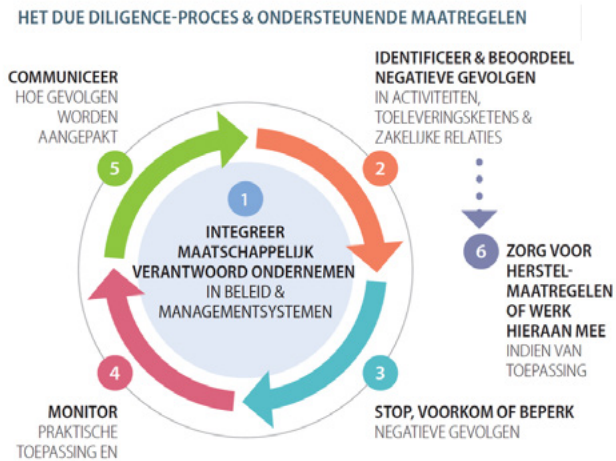 HET DUE DILIGENCE-PROCES & ONDERSTEUNENDE MAATREGELEN
1
INTEGREER
MAATSCHAPPELIJK
VERANTWOORD ONDERNEMEN
IN BELEID &
MANAGEMENTSYSTEMEN
2
IDENTIFICEER & BEOORDEEL
NEGATIEVE GEVOLGEN
IN ACTIVITEITEN,
TOELEVERINGSKETENS &
ZAKELIJKE RELATIES
3
STOP, VOORKOM OF BEPERK
NEGATIEVE GEVOLGEN
4
MONITOR
PRAKTISCHE
TOEPASSING EN
5
COMMUNICEER
HOE GEVOLGEN
WORDEN
AANGEPAKT
6
ZORG VOOR
HERSTEL-
MAATREGELEN
OF WERK
HIERAAN MEE
INDIEN VAN
TOEPASSING